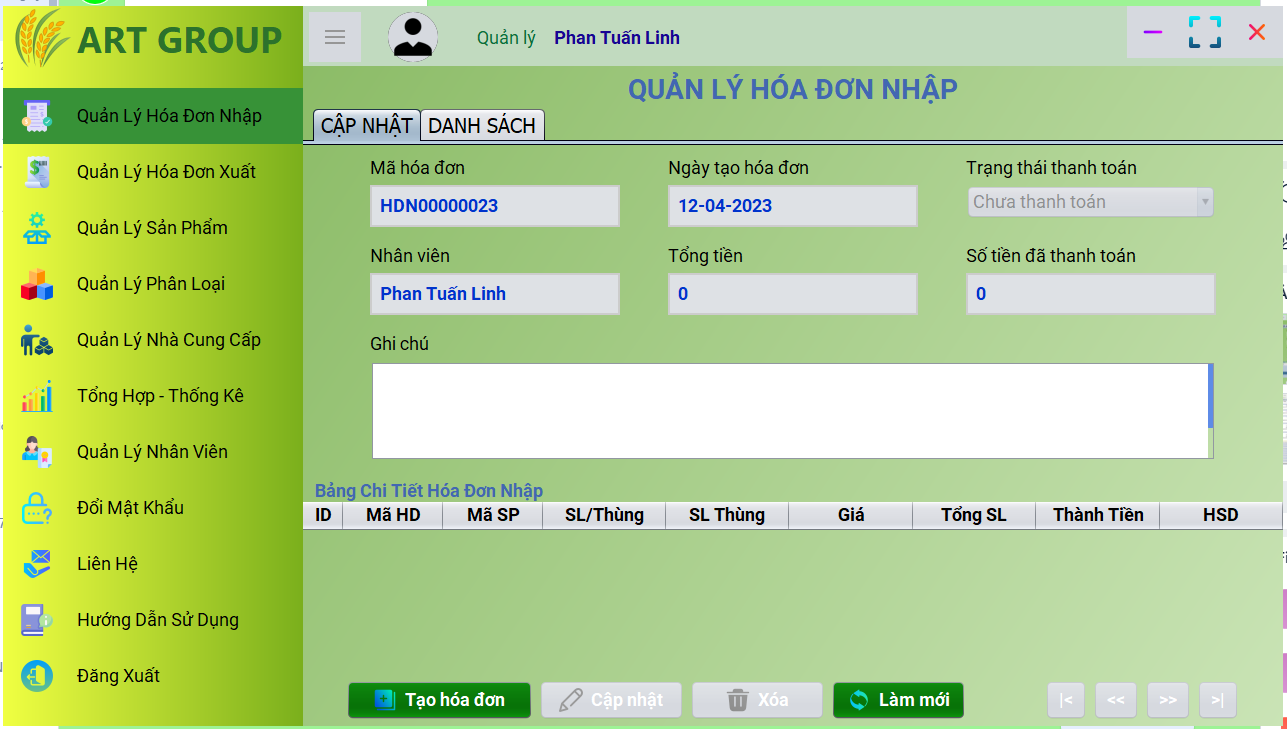 ART GROUP
Quản lý Phan Tuấn Linh
QUẢN LÝ HÓA ĐƠN NHẬP
CẬP NHẬT DANH SÁCH
Quản Lý Hóa Đơn Nhập
Quản Lý Hóa Đơn Xuất
Quản Lý Sản Phẩm
Quản Lý Phân Loại
Quản Lý Nhà Cung Cấp
Tổng Hợp - Thống Kê
Quản Lý Nhân Viên
Đổi Mật Khẩu
Liên Hệ
Hướng Dẫn Sử Dụng
Đăng Xuất
Mã hóa đơn Ngày tạo hóa đơn Trạng thái thanh toán
HDN00000023 12-04-2023 Chưa thanh toán
Nhân viên Tổng tiền Số tiền đã thanh toán
Phan Tuấn Linh 0 0
Ghi chú
Bảng Chi Tiết Hóa Đơn Nhập
ID Mã HD Mã SP SL/Thùng SL Thùng Giá Tổng SL Thành Tiền HSD
Tạo hóa đơn Cập nhật Xóa Làm mới |< << >> >|